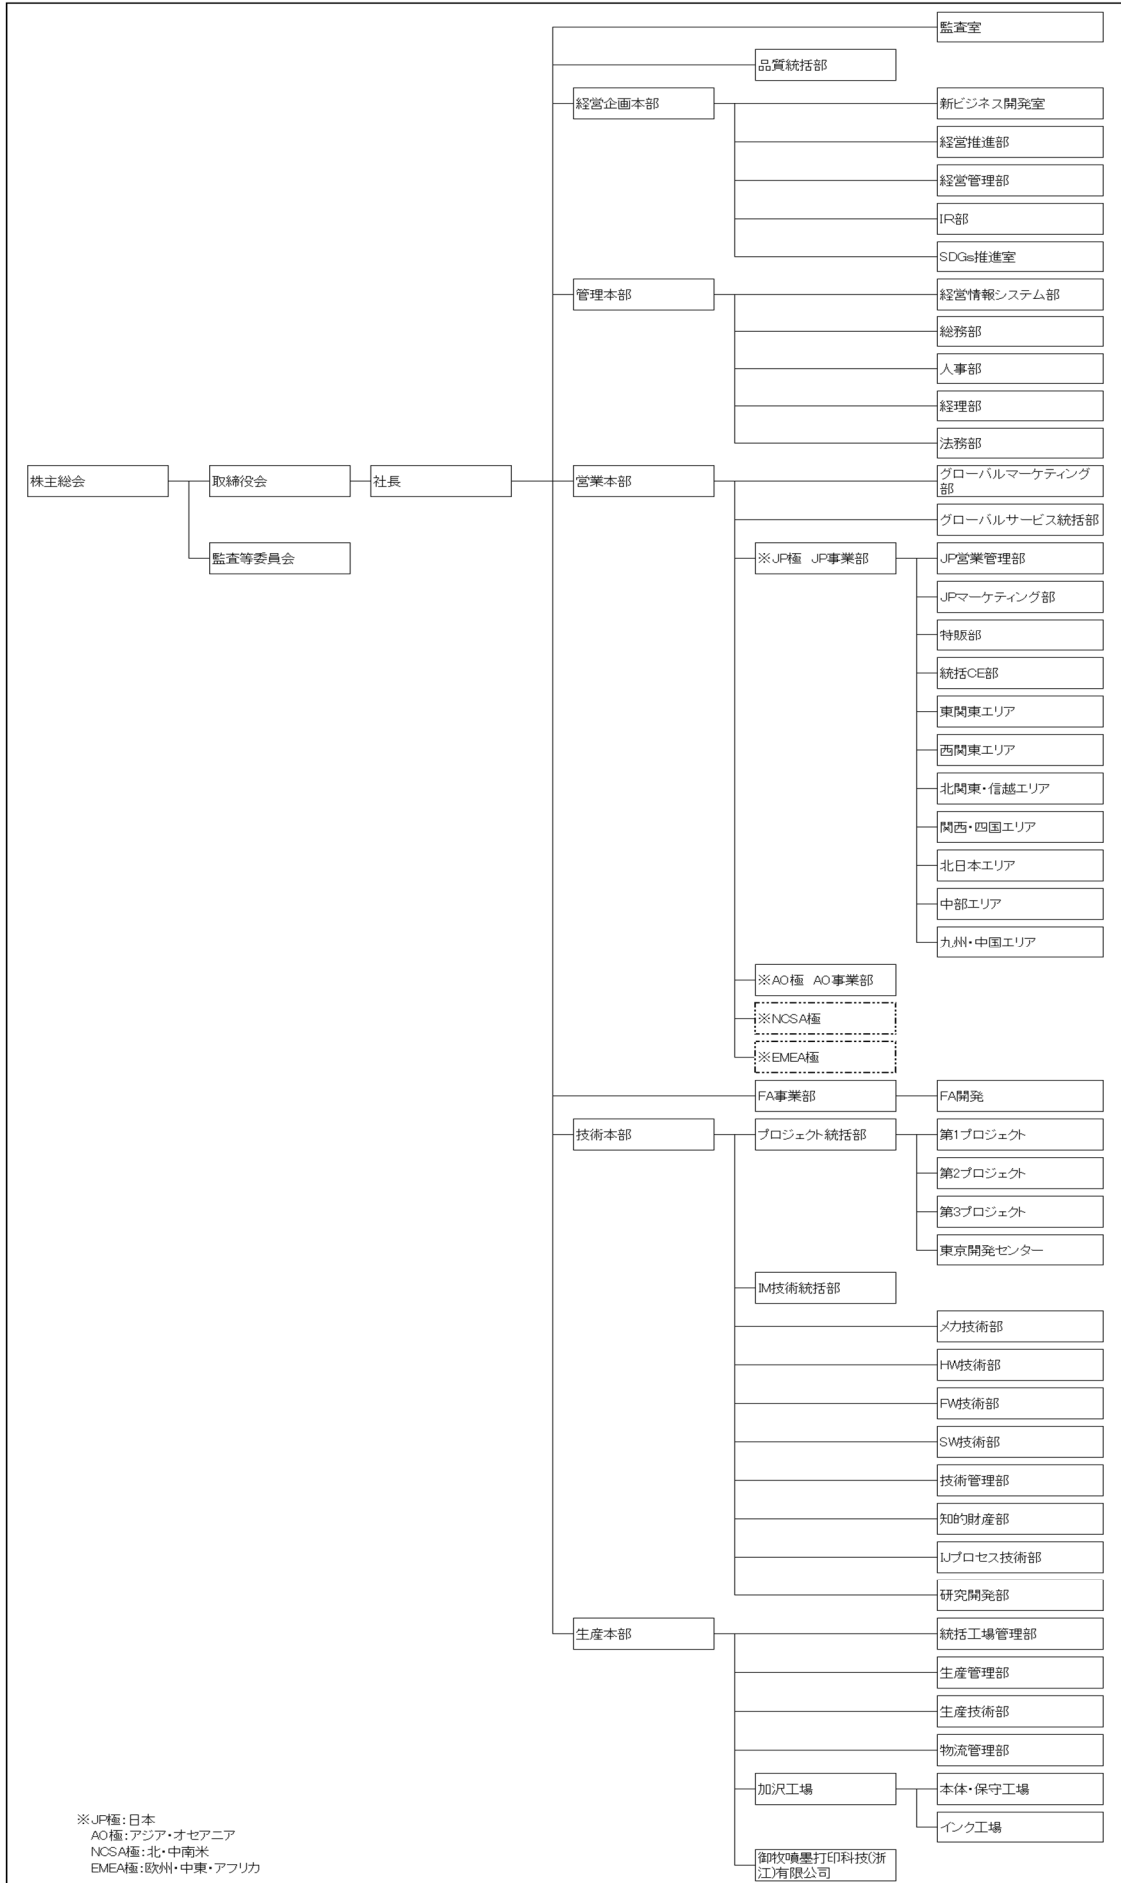 監査室
品質統括部
経営企画本部
新ビジネス開発室
経営推進部
経営管理部
IR部
SDGs推進室
管理本部
経営情報システム部
総務部
人事部
経理部
法務部
株主総会
取締役会
社長
営業本部
グローバルマーケティング
部
グローバルサービス統括部
監査等委員会
※JP極 JP事業部
JP営業管理部
JPマーケティング部
特販部
統括CE部
東関東エリア
西関東エリア
北関東・信越エリア
関西・四国エリア
北日本エリア
中部エリア
九州・中国エリア
※AO極 AO事業部
※NCSA極
※EMEA極
FA事業部
FA開発
技術本部
プロジェクト統括部
第1プロジェクト
第2プロジェクト
第3プロジェクト
東京開発センター
IM技術統括部
メカ技術部
HW技術部
FW技術部
SW技術部
技術管理部
知的財産部
IJプロセス技術部
研究開発部
生産本部
統括工場管理部
生産管理部
生産技術部
物流管理部
加沢工場
本体・保守工場
インク工場
御牧噴墨打印科技(浙
江)有限公司
※JP極:日本
AO極:アジア・オセアニア
NCSA極:北・中南米
EMEA極:欧州・中東・アフリカ